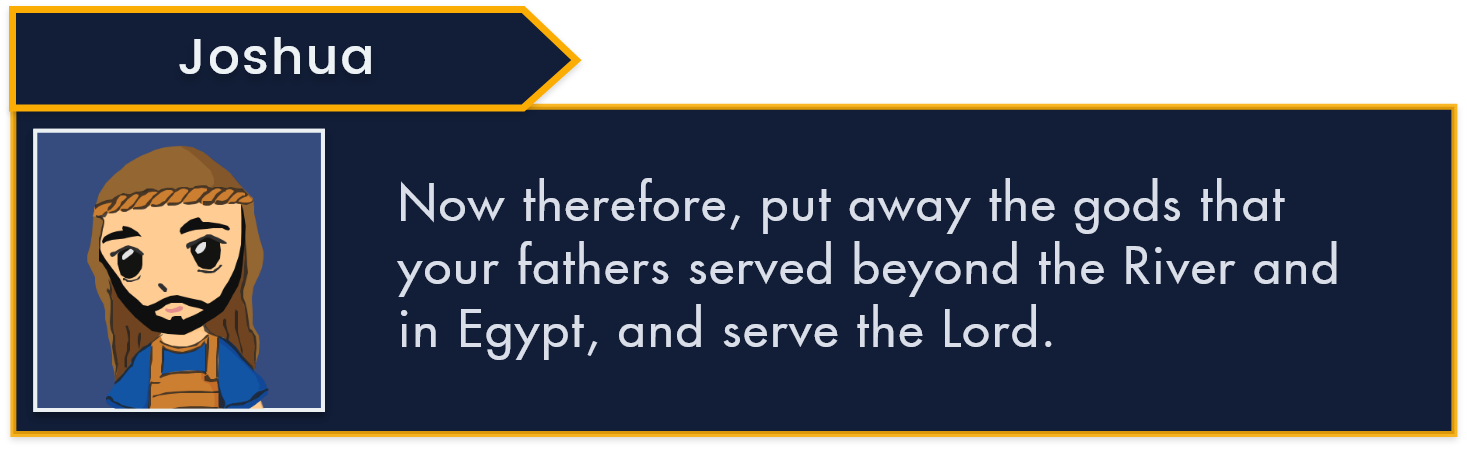 Joshua
Now therefore, put away the gods that
your fathers served beyond the River and
in Egypt, and serve the Lord.